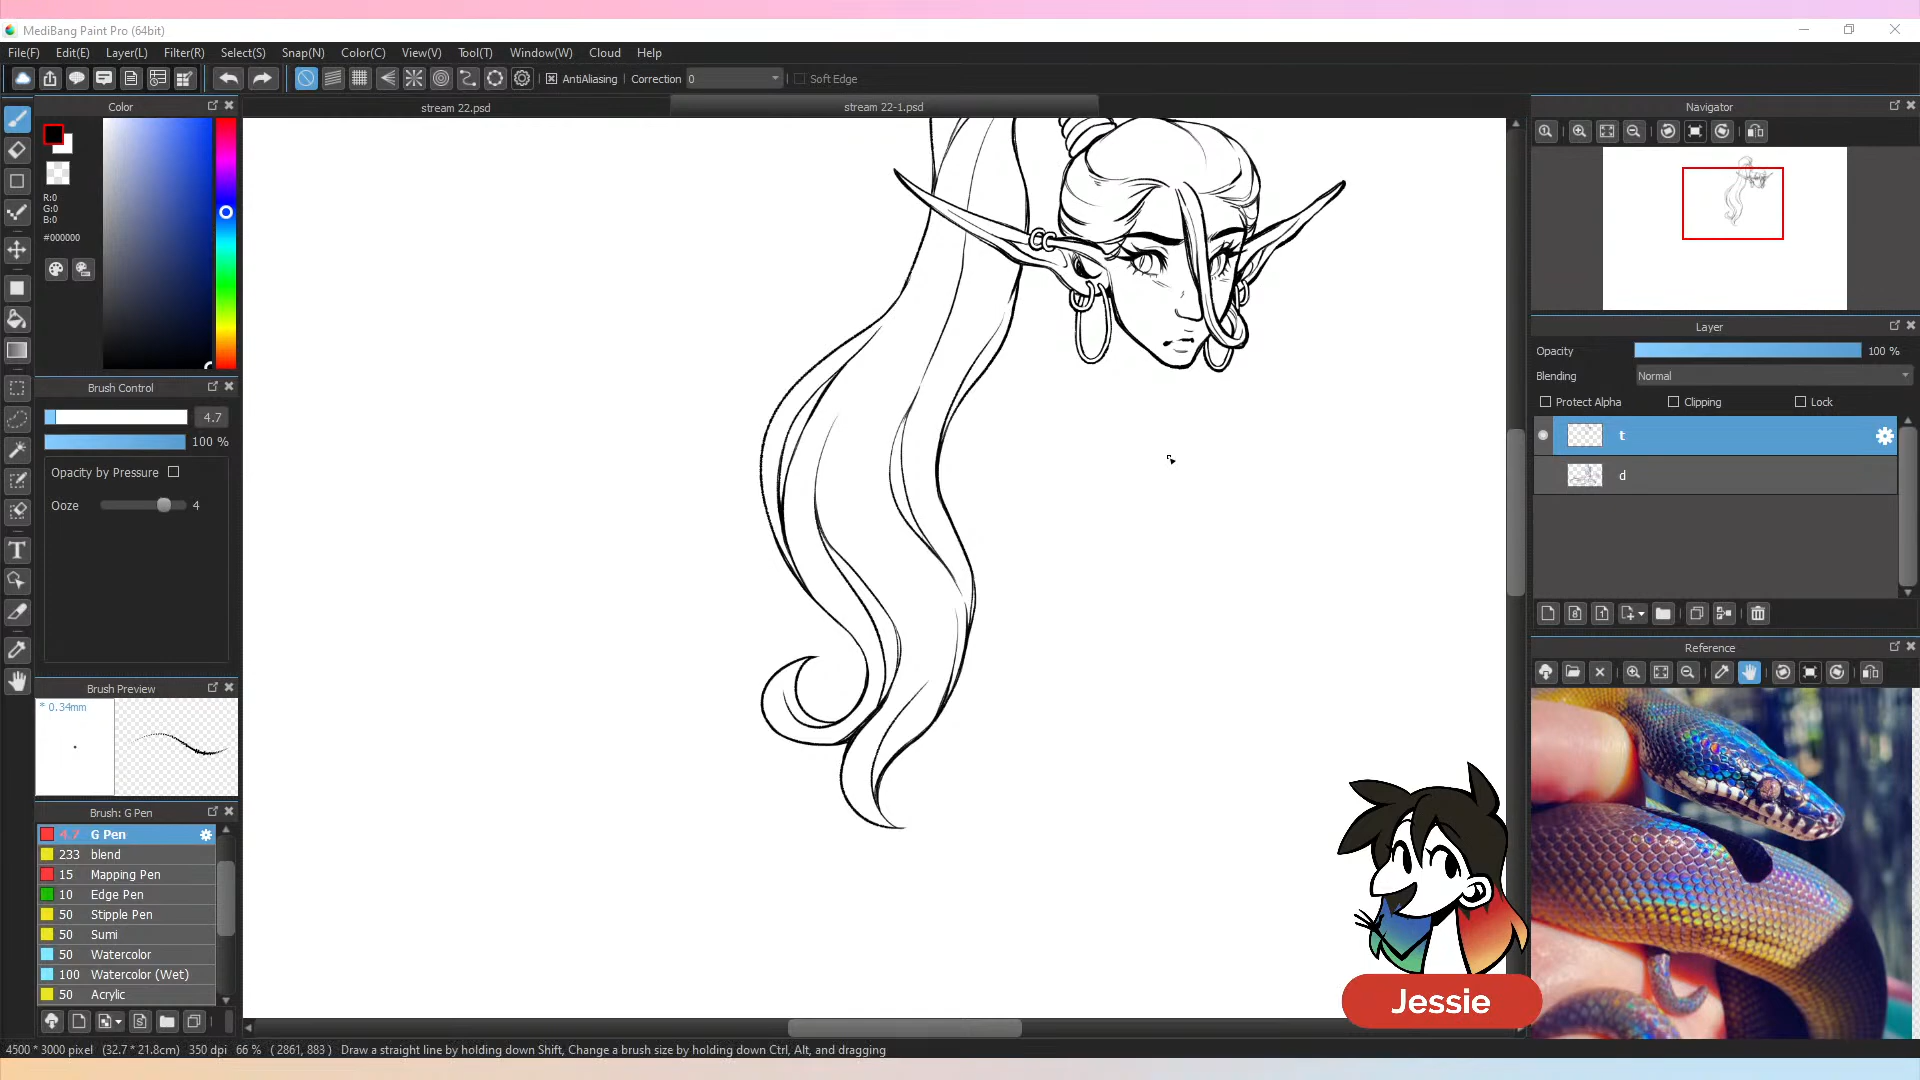 MediBang Paint Pro (64bit)
File(F) Edit(E) Layer(L) Filter(R) Select(S) Snap(N) Color(C) View(V) Tool(T) Window(W) Cloud Help
AntiAliasing Correction 0 Soft Edge
Color
stream 22.psd
stream 22-1.psd
Navigator
R:0
G:0
B:0
#000000
Brush Control
4.7
100 %
Opacity by Pressure
Ooze 4
Brush Preview
* 0.34mm
Brush: G Pen
4.7 G Pen
233 blend
15 Mapping Pen
10 Edge Pen
50 Stipple Pen
50 Sumi
50 Watercolor
100 Watercolor (Wet)
50 Acrylic
Layer
Opacity 100 %
Blending Normal
Protect Alpha Clipping Lock
t
d
Reference
Jessie
4500 * 3000 pixel (32.7 * 21.8cm) 350 dpi 66 % ( 2861, 883 ) Draw a straight line by holding down Shift, Change a brush size by holding down Ctrl, Alt, and dragging